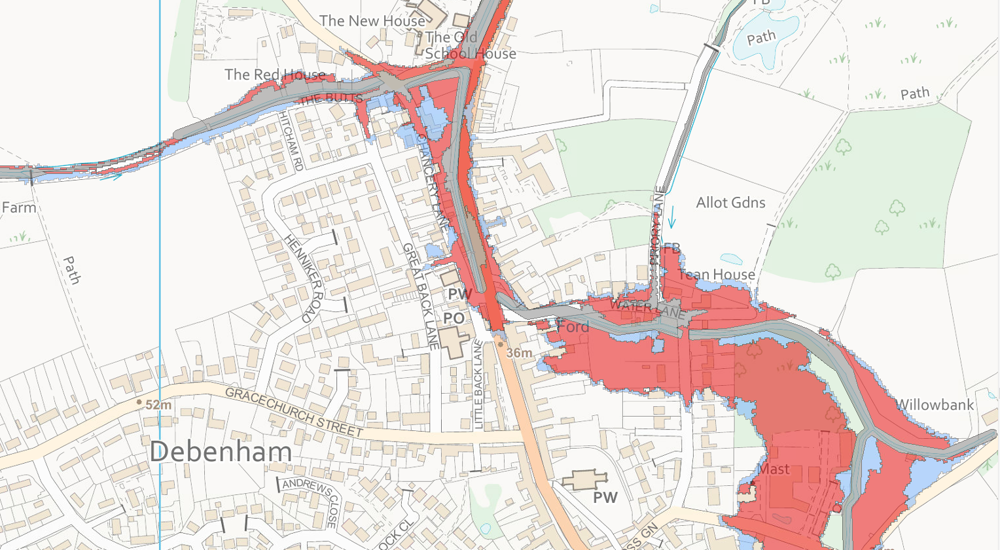 FB
The New House
The Old
School House
Path
The Red House
THE BUTTS
Path
HITCHAM RD
CHANCERY LANE
Farm
PRIORY LANE
Allot Gdns
FB
Tean House
Path
HENNIKER ROAD
GREAT BACK LANE
PW
WATER LANE
PO
Ford
36m
LITTLE BACK LANE
52m
GRACECHURCH STREET
Willowbank
Debenham
Mast
ANDREWS CLOSE
PW
OCK CL
SS GN